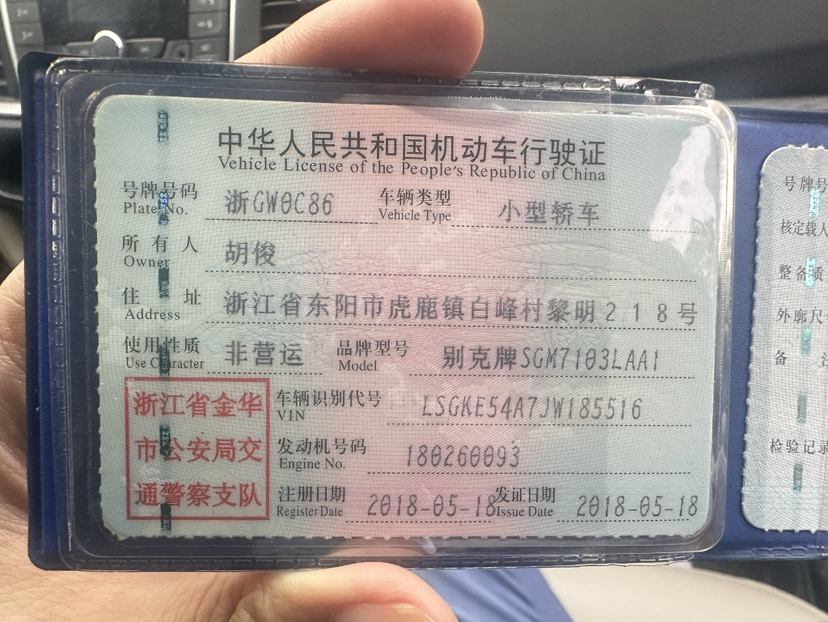 中华人民共和国机动车行驶证
Vehicle License of the People's Republic of China
号牌号码 浙GW0C86 车辆类型 小型轿车
Plate No. Vehicle Type
所有人 胡俊
Owner
住址 浙江省东阳市虎鹿镇白峰村黎明218号
Address
使用性质 非营运 品牌型号 别克牌SGM7103LAA1
Use Character Model
浙江省金华
市公安局交
通警察支队
车辆识别代号 LSGKE54A7JW185516
VIN
发动机号码 180260093
Engine No.
注册日期 2018-05-18 发证日期 2018-05-18
Register Date Issue Date
号牌号
核定载人
整备质
外廓尺
备
检验记录